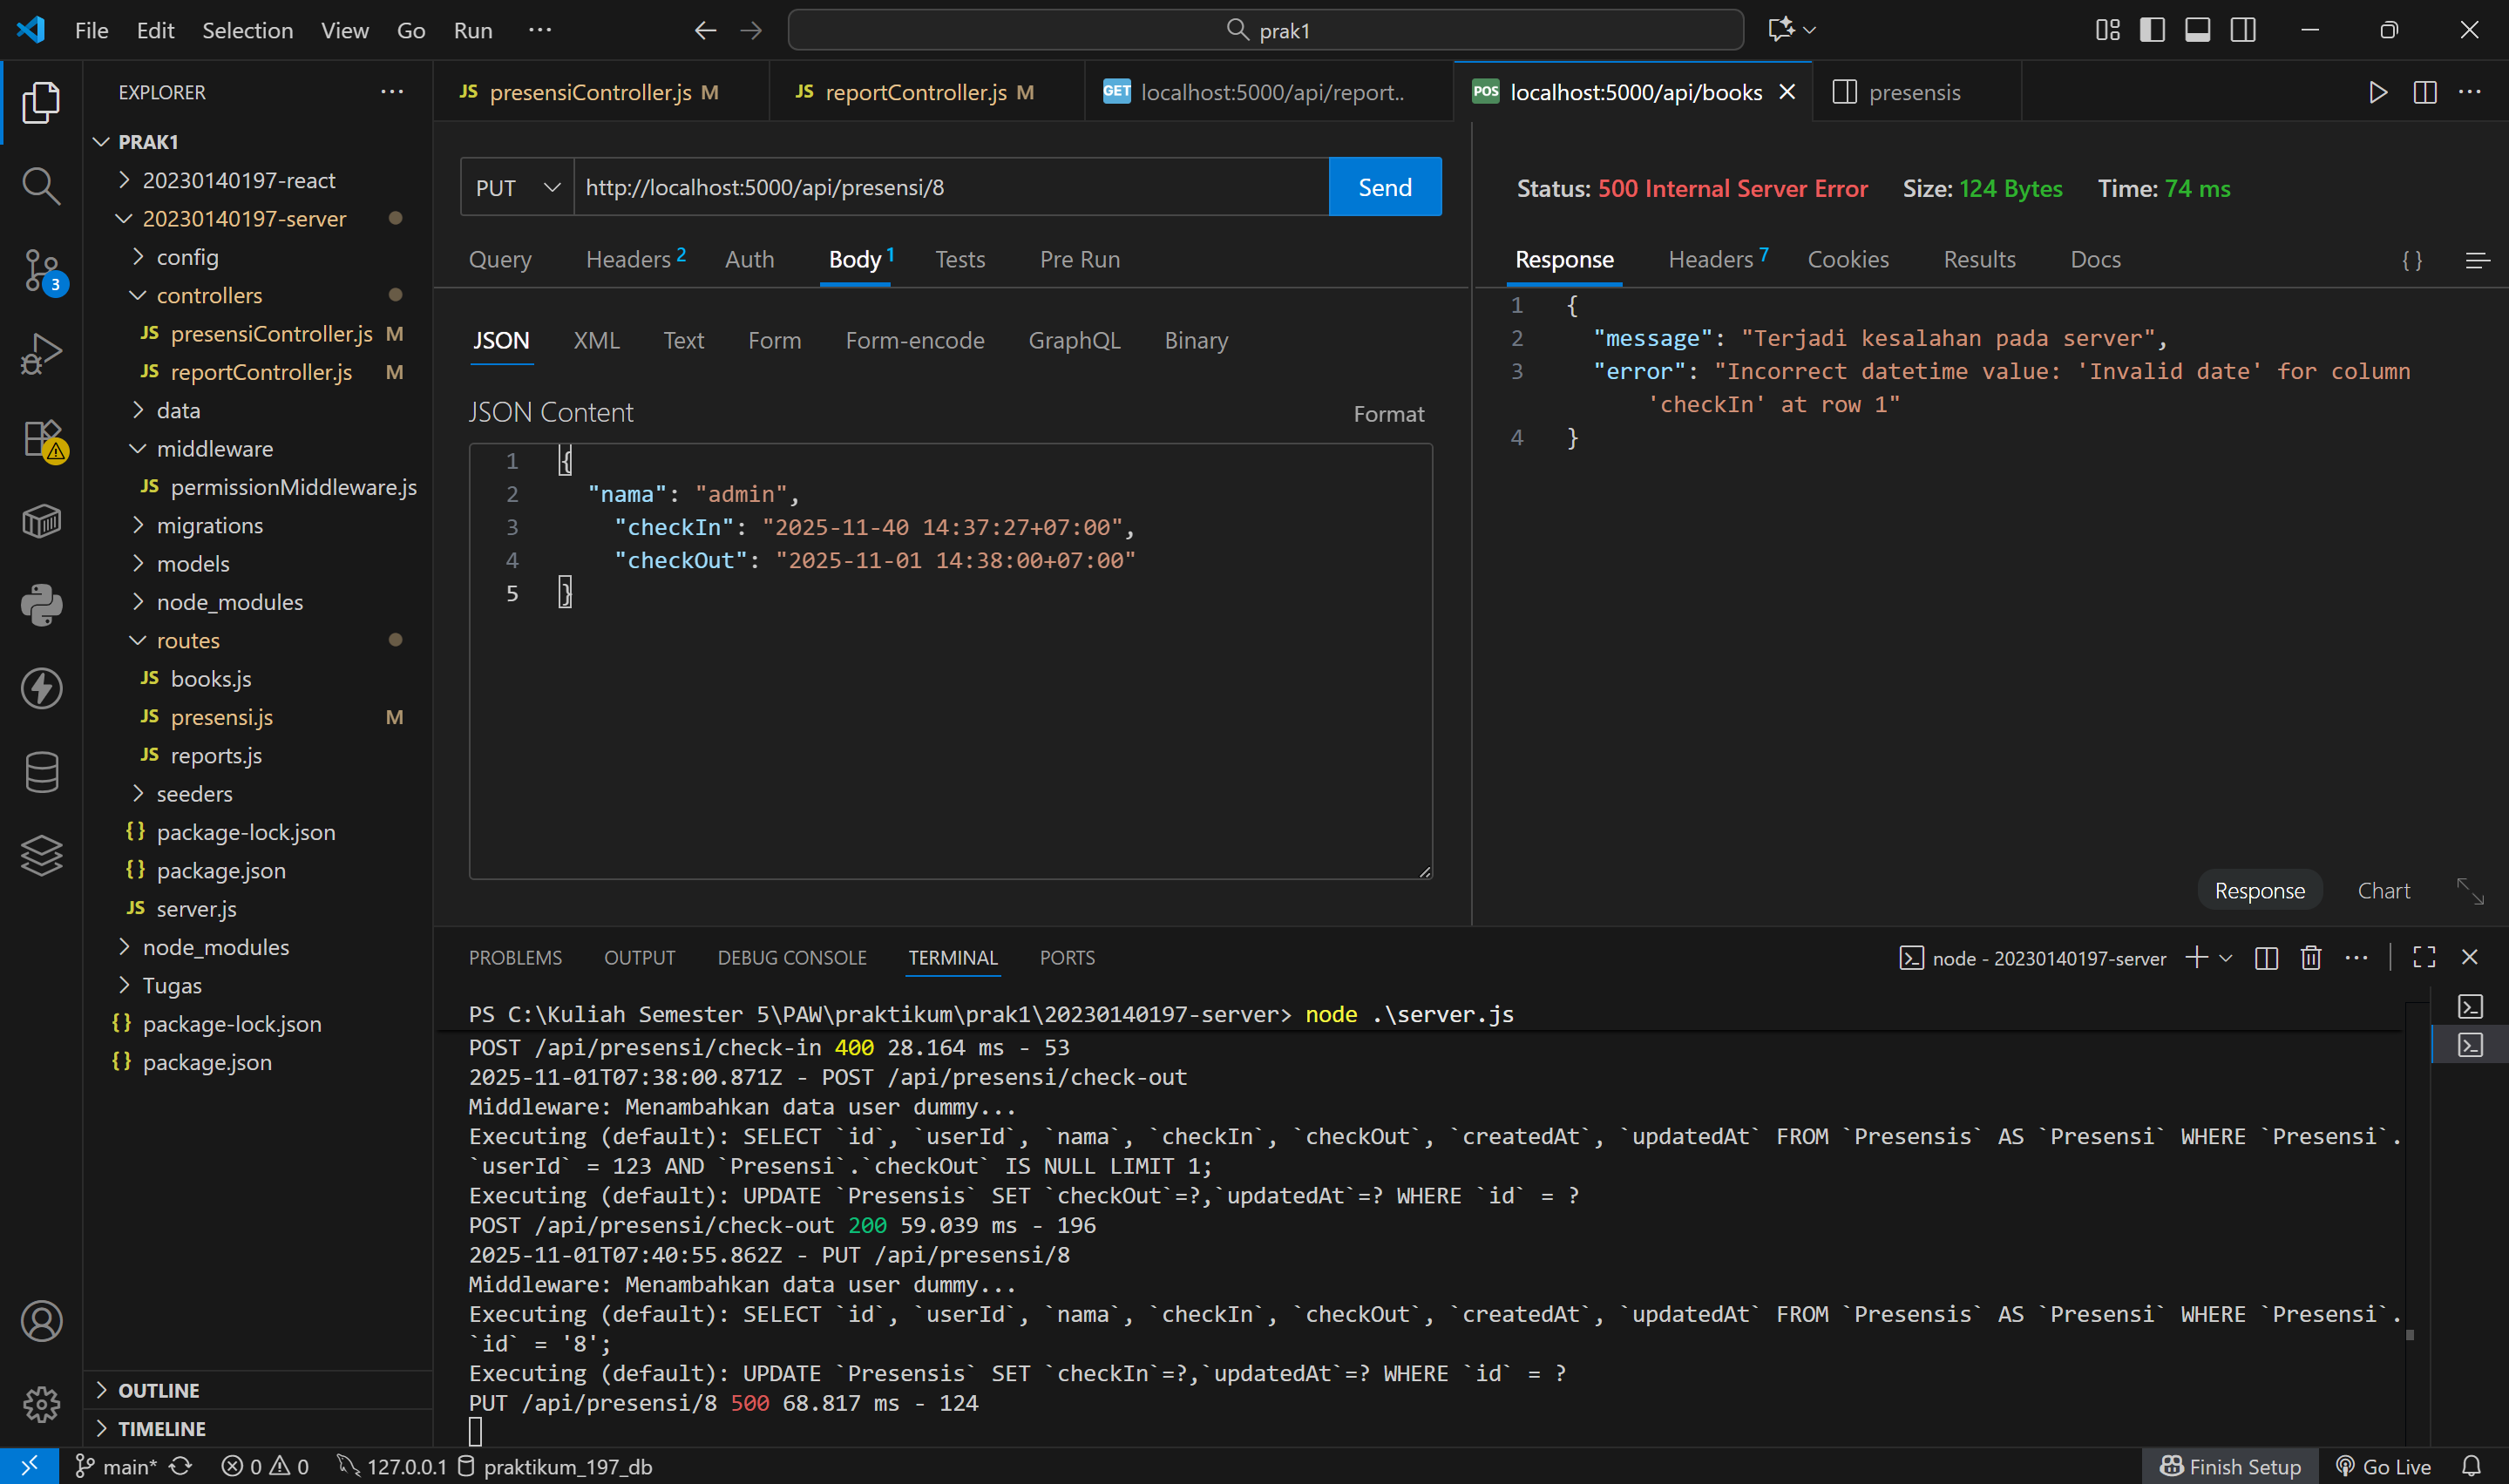 File Edit Selection View Go Run ··· prak1
EXPLORER ···
PRAK1
20230140197-react
20230140197-server
config
controllers
JS presensiController.js M
JS reportController.js M
data
middleware
JS permissionMiddleware.js
migrations
models
node_modules
routes
JS books.js
JS presensi.js M
JS reports.js
seeders
{} package-lock.json
{} package.json
JS server.js
node_modules
Tugas
{} package-lock.json
{} package.json
OUTLINE
TIMELINE
3
JS presensiController.js M
JS reportController.js M
GET localhost:5000/api/report..
POS localhost:5000/api/books
presensis
PUT http://localhost:5000/api/presensi/8 Send
Query Headers 2 Auth Body 1 Tests Pre Run
JSON XML Text Form Form-encode GraphQL Binary
JSON Content Format
1 {
2 "nama": "admin",
3 "checkIn": "2025-11-40 14:37:27+07:00",
4 "checkOut": "2025-11-01 14:38:00+07:00"
5 }
Status: 500 Internal Server Error Size: 124 Bytes Time: 74 ms
Response Headers 7 Cookies Results Docs { }
1 {
2 "message": "Terjadi kesalahan pada server",
3 "error": "Incorrect datetime value: 'Invalid date' for column
'checkIn' at row 1"
4 }
Response Chart
PROBLEMS OUTPUT DEBUG CONSOLE TERMINAL PORTS node - 20230140197-server
PS C:\Kuliah Semester 5\PAW\praktikum\prak1\20230140197-server> node .\server.js
POST /api/presensi/check-in 400 28.164 ms - 53
2025-11-01T07:38:00.871Z - POST /api/presensi/check-out
Middleware: Menambahkan data user dummy...
Executing (default): SELECT `id`, `userId`, `nama`, `checkIn`, `checkOut`, `createdAt`, `updatedAt` FROM `Presensis` AS `Presensi` WHERE `Presensi`.
`userId` = 123 AND `Presensi`.`checkOut` IS NULL LIMIT 1;
Executing (default): UPDATE `Presensis` SET `checkOut`=?,`updatedAt`=? WHERE `id` = ?
POST /api/presensi/check-out 200 59.039 ms - 196
2025-11-01T07:40:55.862Z - PUT /api/presensi/8
Middleware: Menambahkan data user dummy...
Executing (default): SELECT `id`, `userId`, `nama`, `checkIn`, `checkOut`, `createdAt`, `updatedAt` FROM `Presensis` AS `Presensi` WHERE `Presensi`.
`id` = '8';
Executing (default): UPDATE `Presensis` SET `checkIn`=?,`updatedAt`=? WHERE `id` = ?
PUT /api/presensi/8 500 68.817 ms - 124
main* 0 0 127.0.0.1 praktikum_197_db Finish Setup Go Live